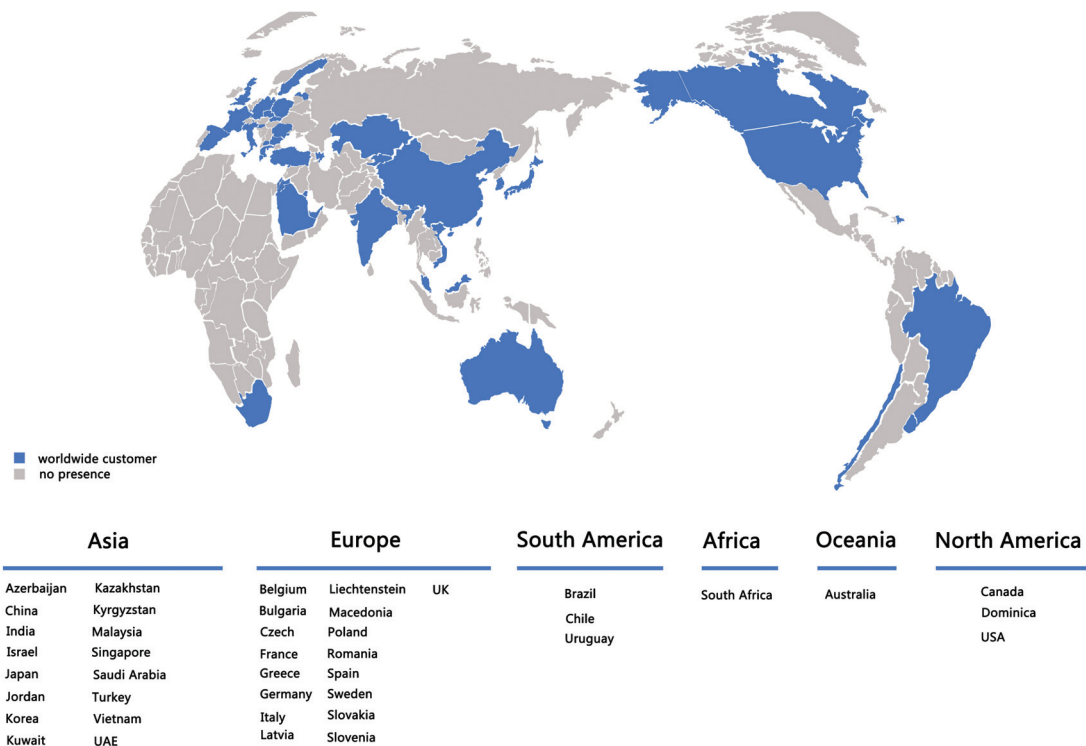 worldwide customer
no presence
Asia
Azerbaijan Kazakhstan
China Kyrgyzstan
India Malaysia
Israel Singapore
Japan Saudi Arabia
Jordan Turkey
Korea Vietnam
Kuwait UAE
Europe
Belgium Liechtenstein UK
Bulgaria Macedonia
Czech Poland
France Romania
Greece Spain
Germany Sweden
Italy Slovakia
Latvia Slovenia
South America
Brazil
Chile
Uruguay
Africa
South Africa
Oceania
Australia
North America
Canada
Dominica
USA